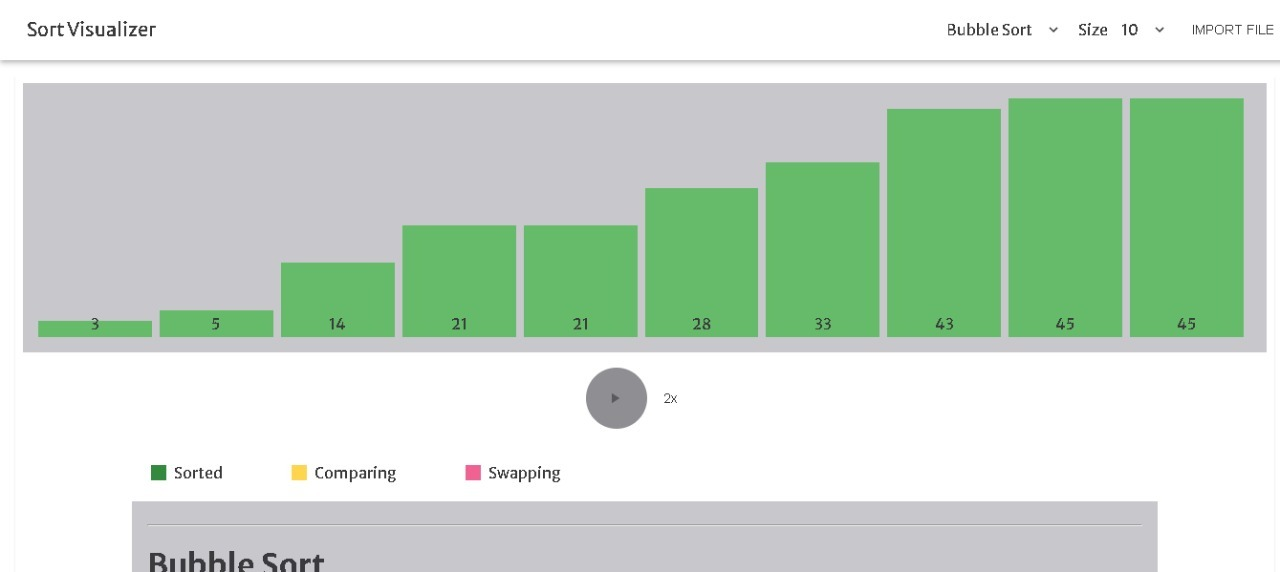 Sort Visualizer
Bubble Sort Size 10 IMPORT FILE
3 5 14 21 21 28 33 43 45 45
2x
Sorted Comparing Swapping
Bubble Sort